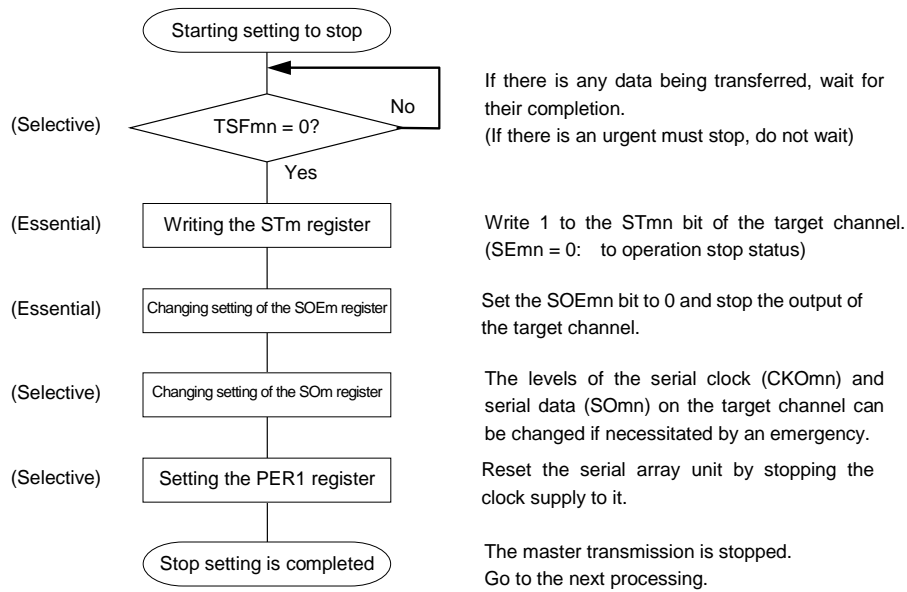 Starting setting to stop
If there is any data being transferred, wait for
their completion.
(If there is an urgent must stop, do not wait)
(Selective)
TSFmn = 0?
No
Yes
(Essential)
Writing the STm register
Write 1 to the STmn bit of the target channel.
(SEmn = 0: to operation stop status)
(Essential)
Changing setting of the SOEm register
Set the SOEmn bit to 0 and stop the output of
the target channel.
(Selective)
Changing setting of the SOm register
The levels of the serial clock (CKOmn) and
serial data (SOmn) on the target channel can
be changed if necessitated by an emergency.
(Selective)
Setting the PER1 register
Reset the serial array unit by stopping the
clock supply to it.
Stop setting is completed
The master transmission is stopped.
Go to the next processing.